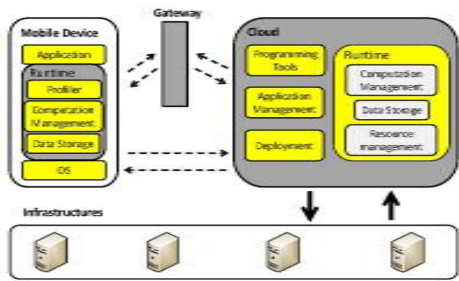 Gateway
Mobile Device
Application
Runtime
Profiler
Computation
Management
Data Storage
OS
Cloud
Programming
Tools
Application
Management
Deployment
Runtime
Computation
Management
Data Storage
Resource
management
Infrastructures